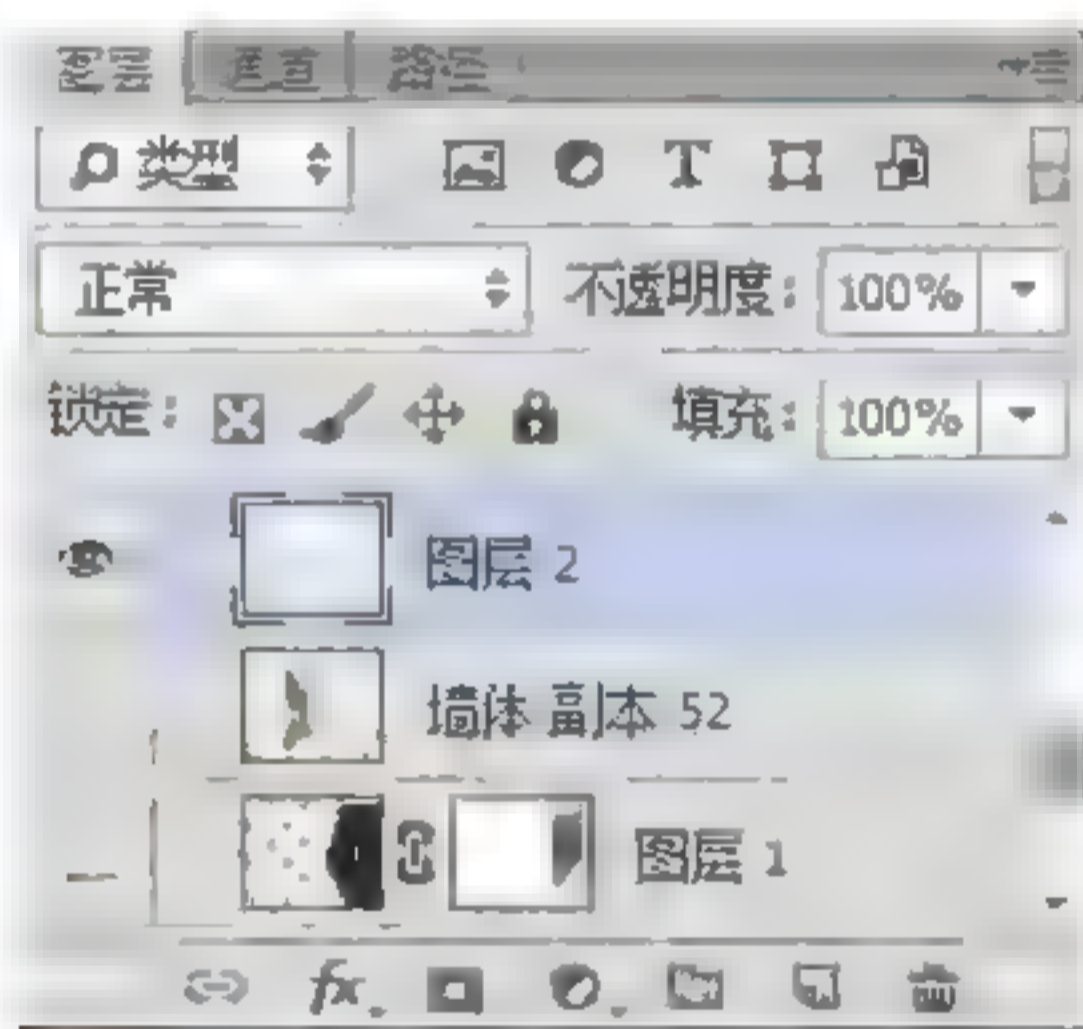 图层 通道 路径
类型
正常 不透明度: 100%
锁定: 填充: 100%
图层 2
墙体 副本 52
图层 1
fx